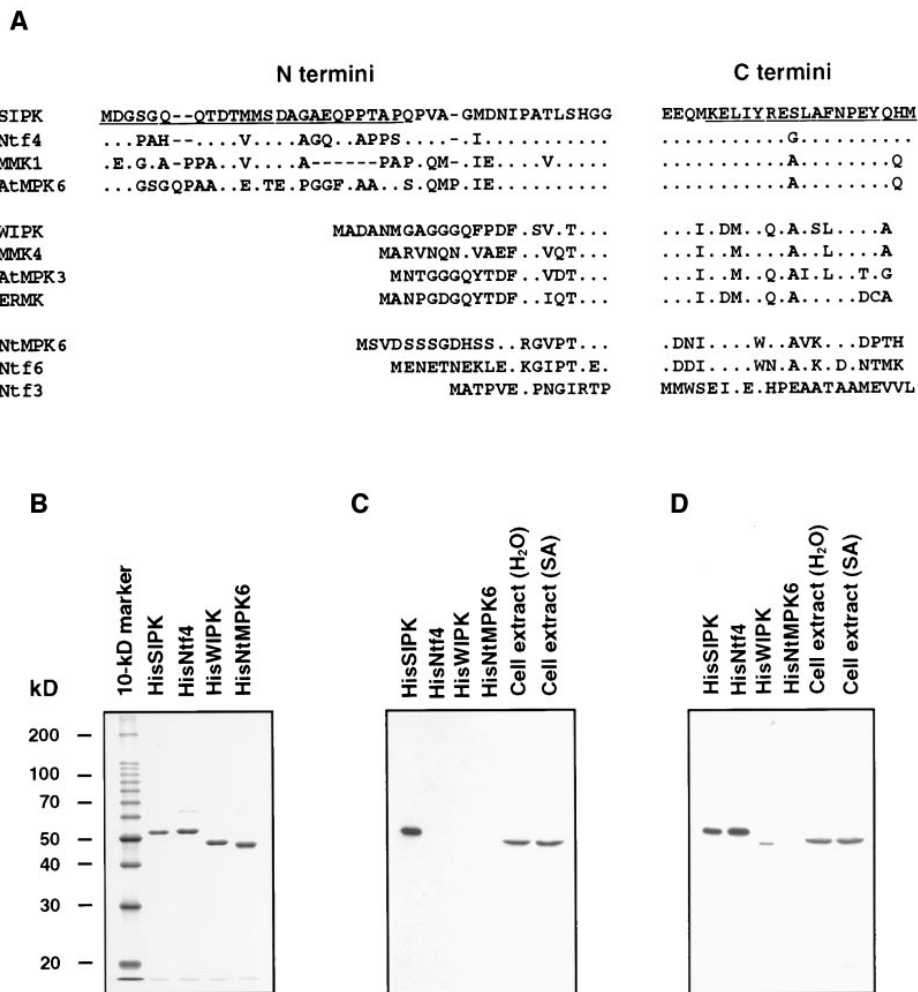 A
N termini C termini
SIPK MDGSGQ--QTDTMMSDAGAEQPPTAPQPVA-GMDNIPATLSHGG EEQMKELIYRESLAFNPEYQHM
Ntf4 ...PAH--....V....AGQ..APPS....-.I........... ...........G..........
MMK1 .E.G.A-PPA..V....A------PAP.QM-.IE.....V.... ...........A........Q
AtMPK6 ...GSGQPAA..E.TE.PGGF.AA..S.QMP.IE.......... ...........A........Q
WIPK MADANMGAGGGQFPDF.SV.T... ...I.DM..Q.A.SL....A
MMK4 MARVNQN.VAEF..VQT... ...I..M....A..L....A
AtMPK3 MNTGGGQYTDF..VDT... ...I..M..Q.AI.L..T.G
ERMK MANPGDGQYTDF..IQT... ...I.DM..Q.A.....DCA
NtMPK6 MSVDSSSGDHSS..RGVPT... .DNI....W..AVK...DPTH
Ntf6 MENETNEKLE.KGIPT.E. .DDI....WN.A.K.D.NTMK
Ntf3 MATPVE.PNGIRTP MMWSEI.E.HPEAATAAMEVVL
B
10-kD marker
HisSIPK
HisNtf4
HisWIPK
HisNtMPK6
kD
200
100
70
50
40
30
20
C
HisSIPK
HisNtf4
HisWIPK
HisNtMPK6
Cell extract (H₂O)
Cell extract (SA)
D
HisSIPK
HisNtf4
HisWIPK
HisNtMPK6
Cell extract (H₂O)
Cell extract (SA)